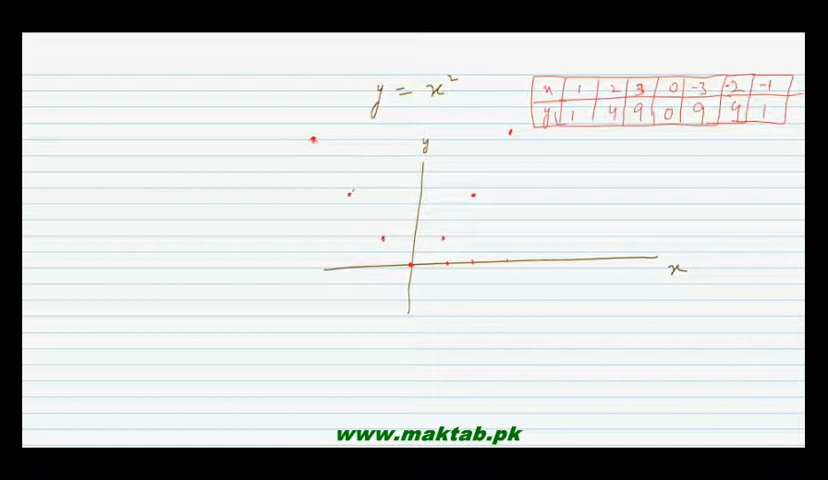 y = x²
x 1 2 3 0 -3 -2 -1
y 1 4 9 0 9 4 1
y
x
www.maktab.pk